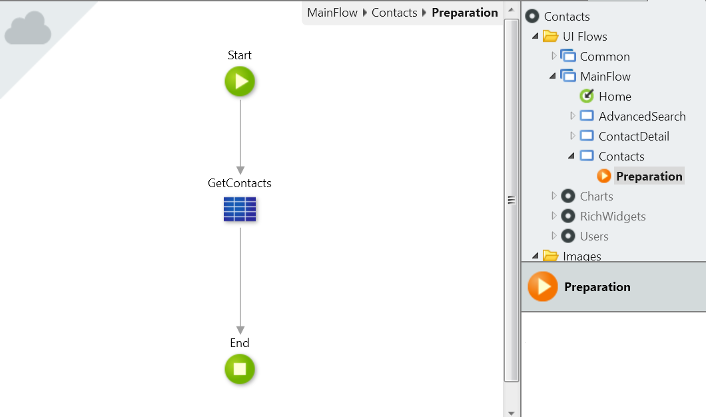 MainFlow Contacts Preparation
Start
GetContacts
End
Contacts
UI Flows
Common
MainFlow
Home
AdvancedSearch
ContactDetail
Contacts
Preparation
Charts
RichWidgets
Users
Images
Preparation